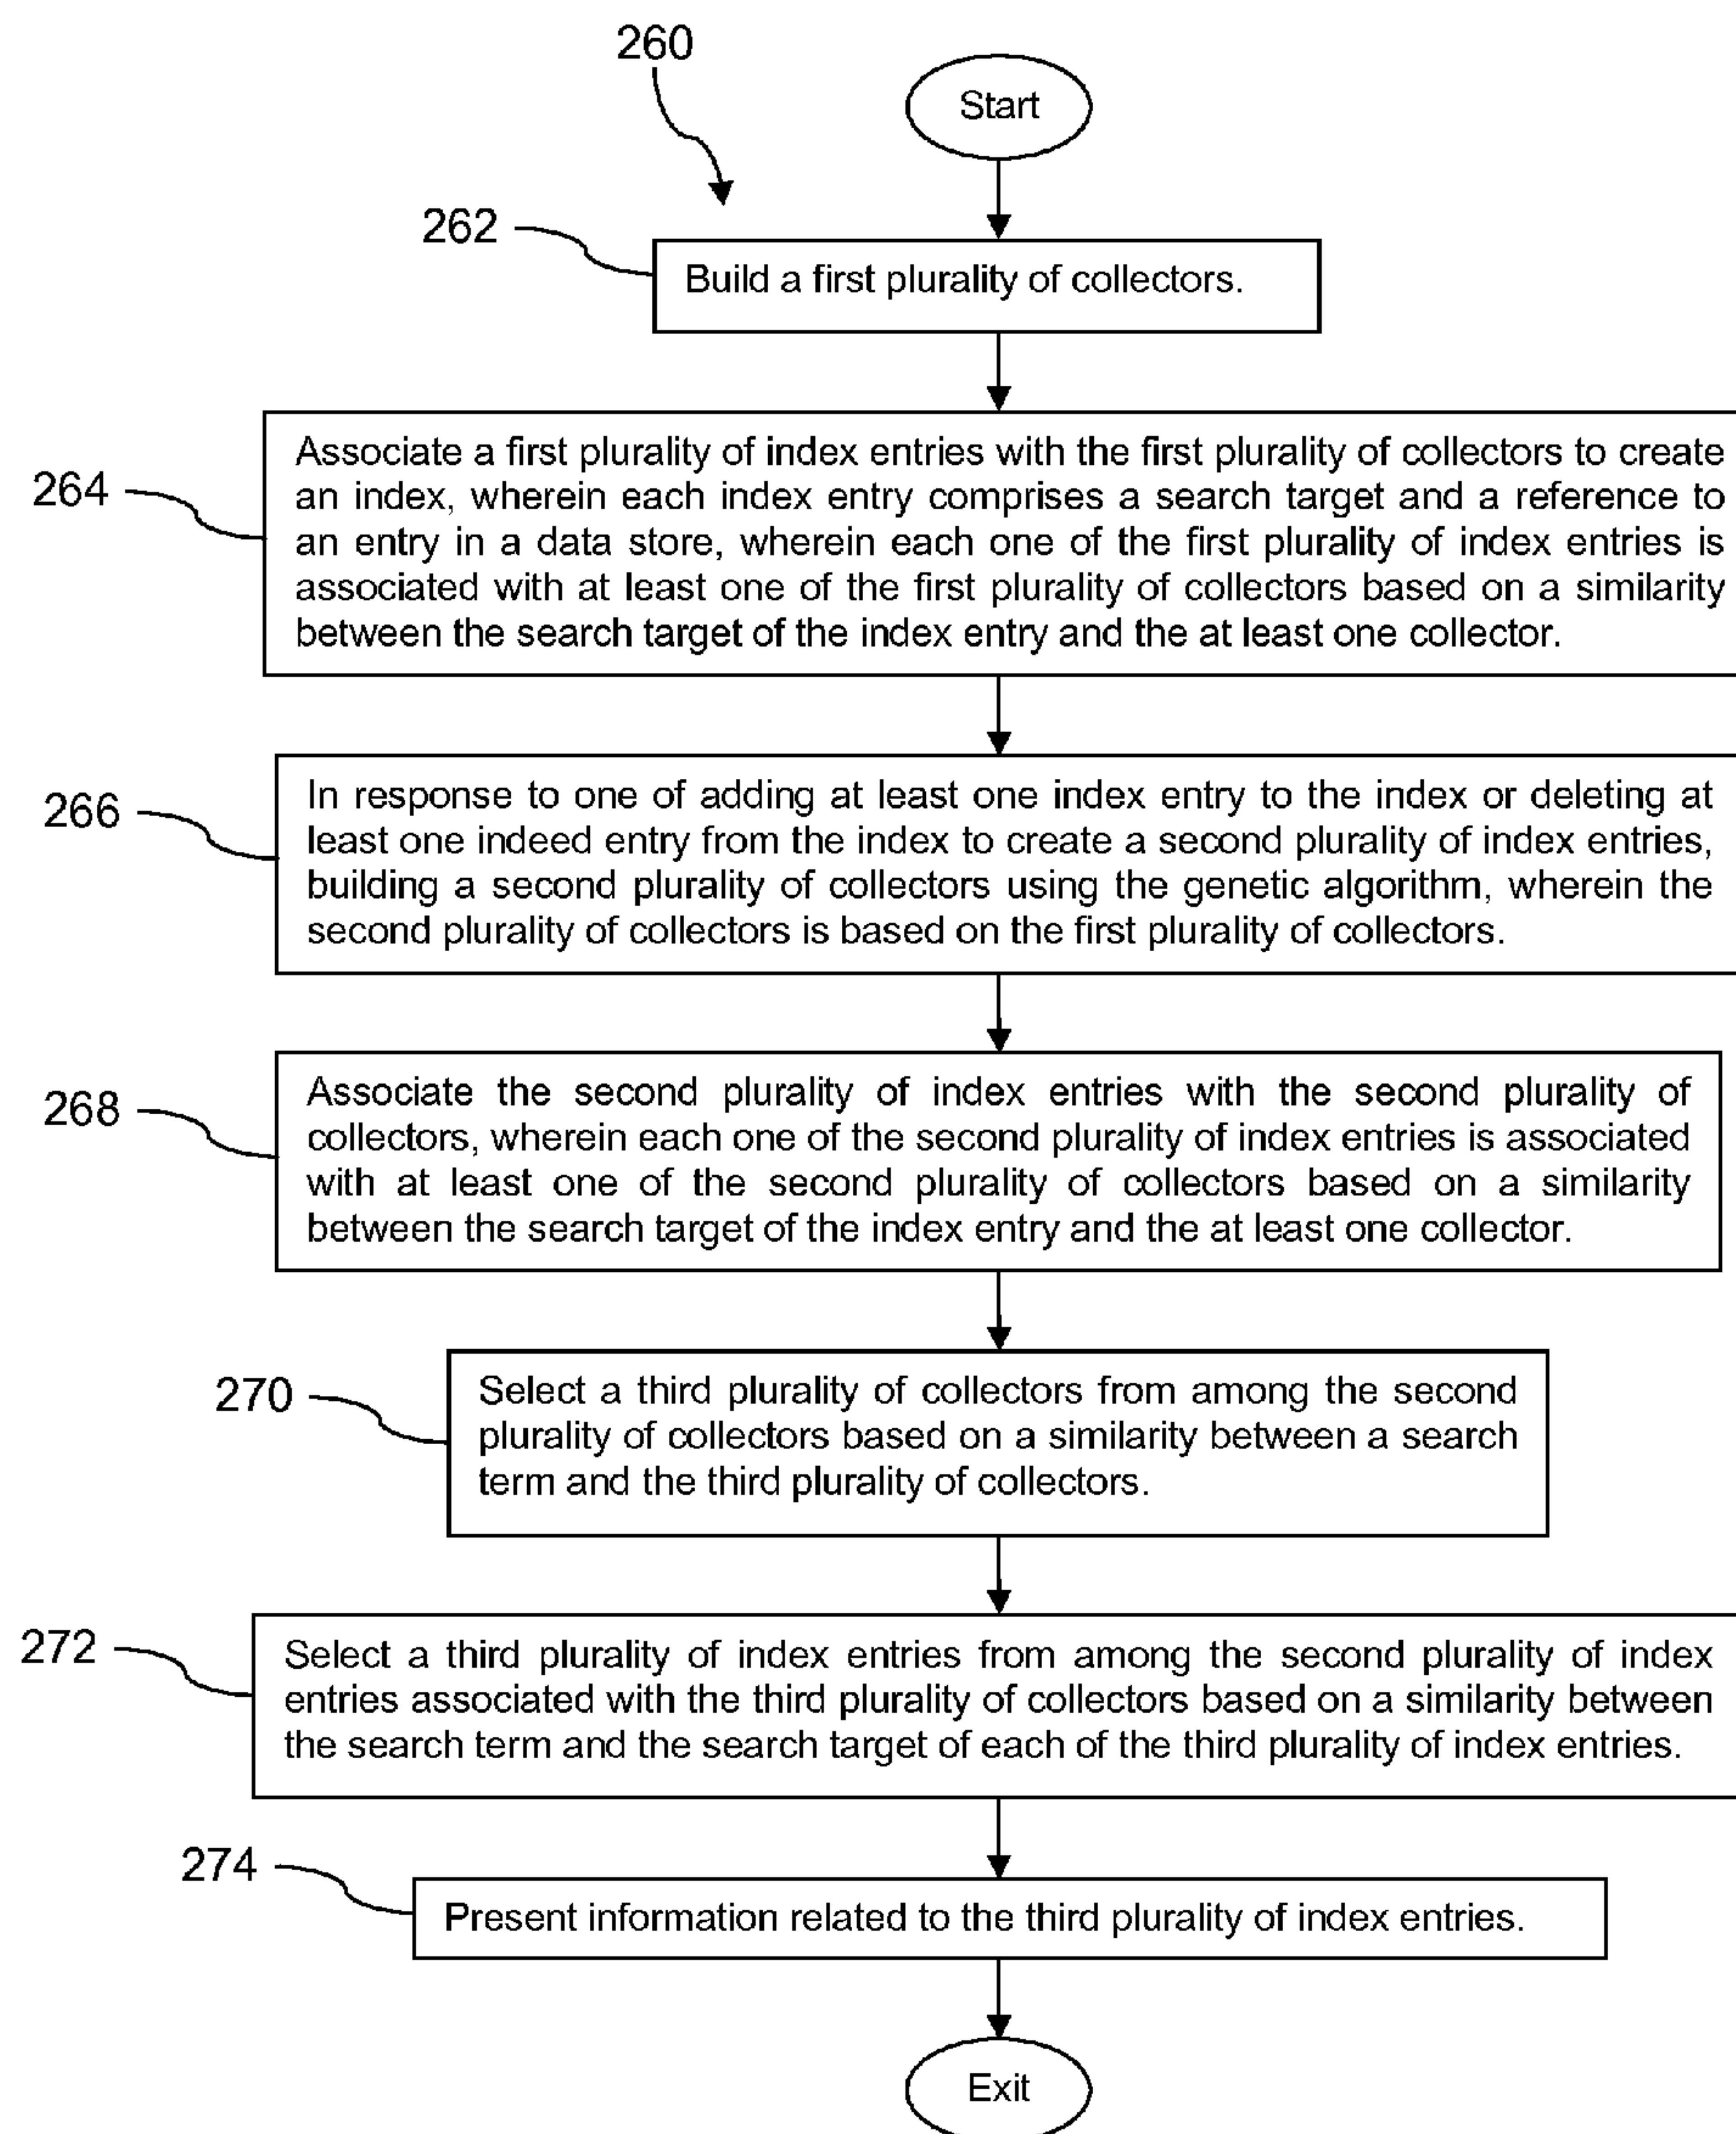 260
Start
262
Build a first plurality of collectors.
264
Associate a first plurality of index entries with the first plurality of collectors to create
an index, wherein each index entry comprises a search target and a reference to
an entry in a data store, wherein each one of the first plurality of index entries is
associated with at least one of the first plurality of collectors based on a similarity
between the search target of the index entry and the at least one collector.
266
In response to one of adding at least one index entry to the index or deleting at
least one indeed entry from the index to create a second plurality of index entries,
building a second plurality of collectors using the genetic algorithm, wherein the
second plurality of collectors is based on the first plurality of collectors.
268
Associate the second plurality of index entries with the second plurality of
collectors, wherein each one of the second plurality of index entries is associated
with at least one of the second plurality of collectors based on a similarity
between the search target of the index entry and the at least one collector.
270
Select a third plurality of collectors from among the second
plurality of collectors based on a similarity between a search
term and the third plurality of collectors.
272
Select a third plurality of index entries from among the second plurality of index
entries associated with the third plurality of collectors based on a similarity between
the search term and the search target of each of the third plurality of index entries.
274
Present information related to the third plurality of index entries.
Exit